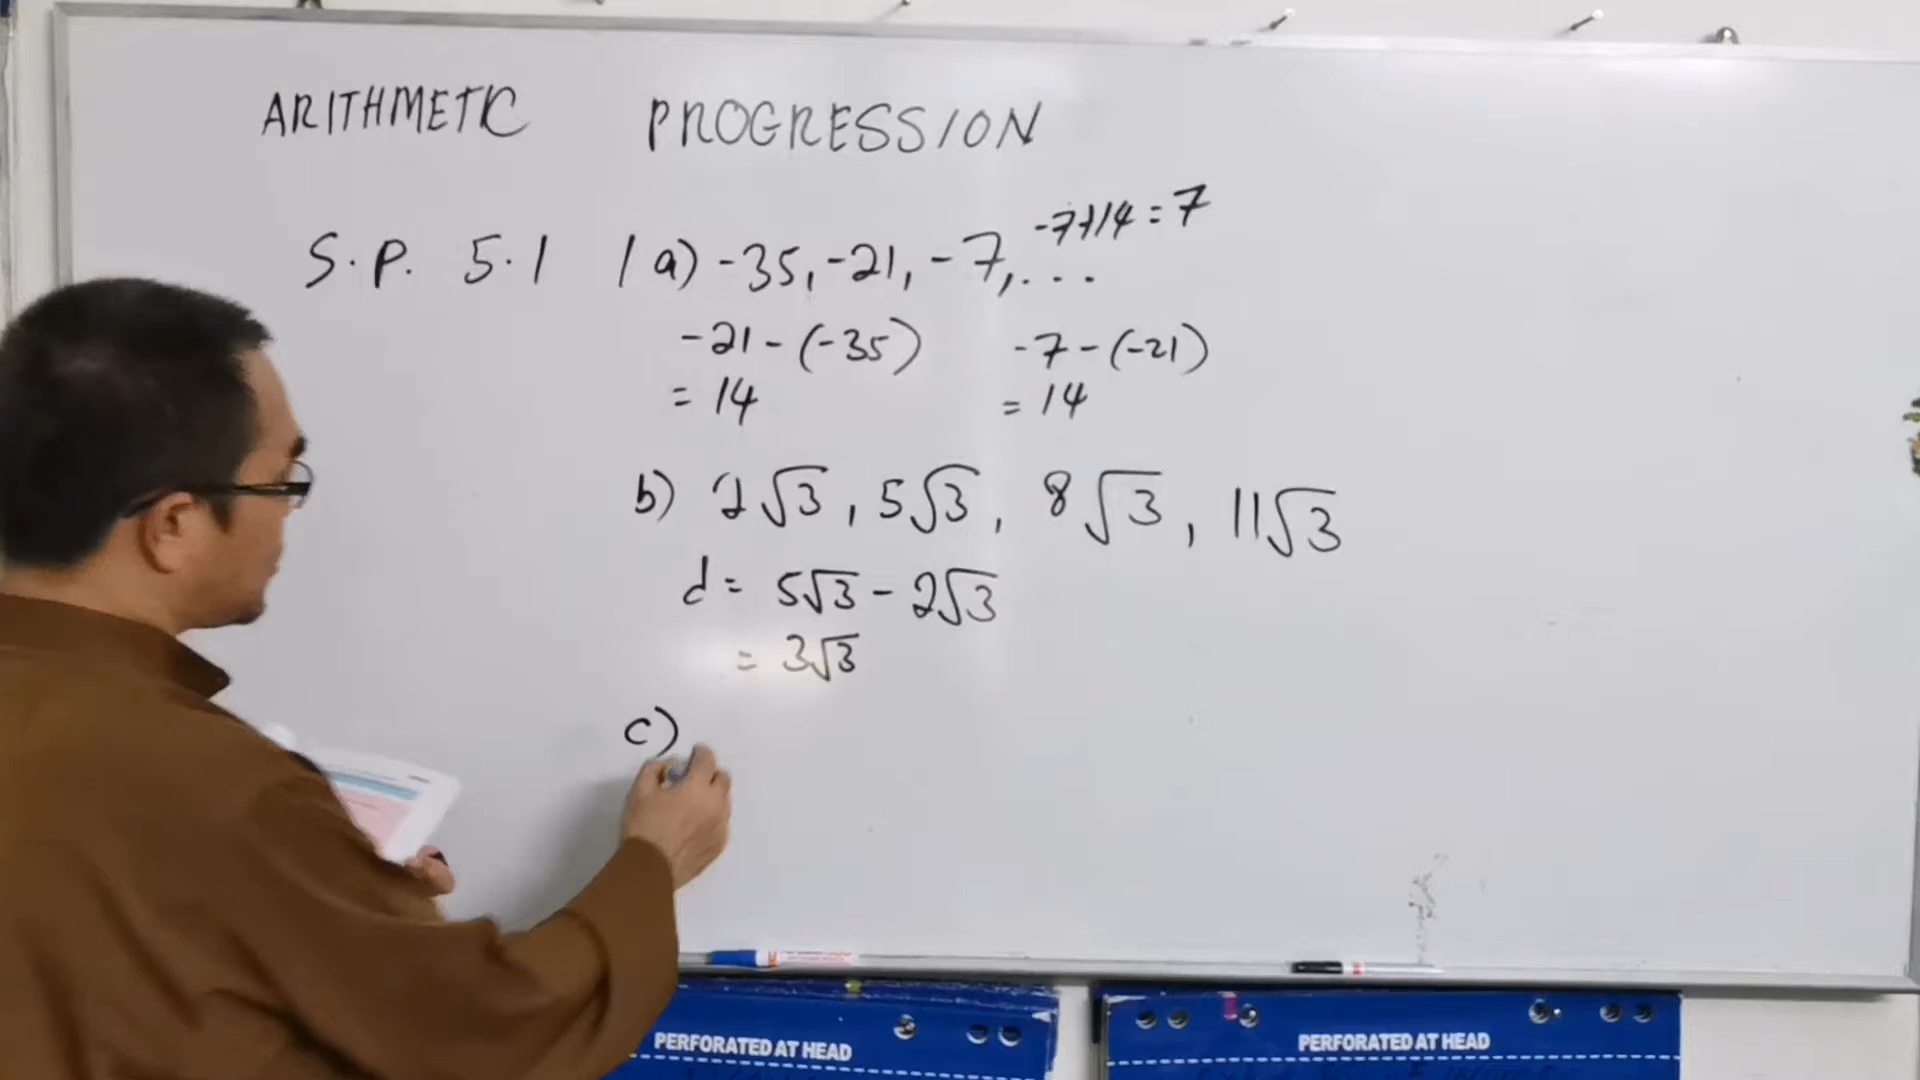 ARITHMETIC PROGRESSION
-7+14 = 7
S.P. 5.1 1 a) -35, -21, -7, ...
-21 - (-35) -7 - (-21)
= 14 = 14
b) 2√3, 5√3, 8√3, 11√3
d = 5√3 - 2√3
= 3√3
c)
PERFORATED AT HEAD PERFORATED AT HEAD